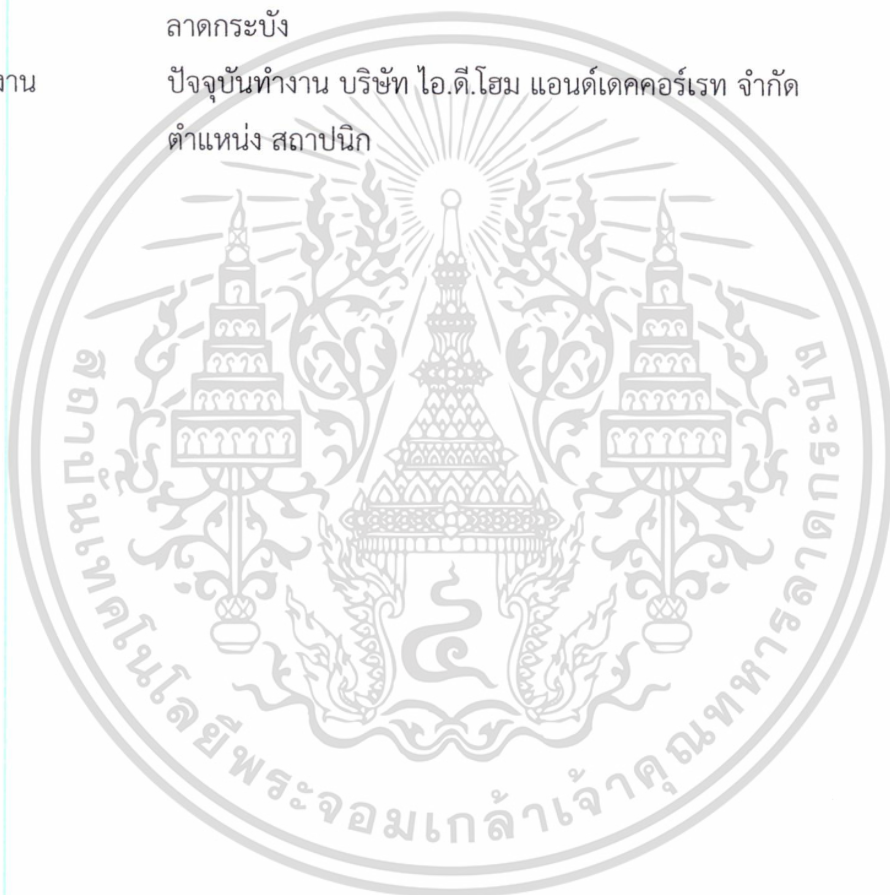 ลาดกระบัง
งาน ปัจจุบันทำงาน บริษัท ไอ.ดี.โฮม แอนด์เดคคอร์เรท จำกัด
ตำแหน่ง สถาปนิก
สถาบันเทคโนโลยีพระจอมเกล้าเจ้าคุณทหารลาดกระบัง
๔